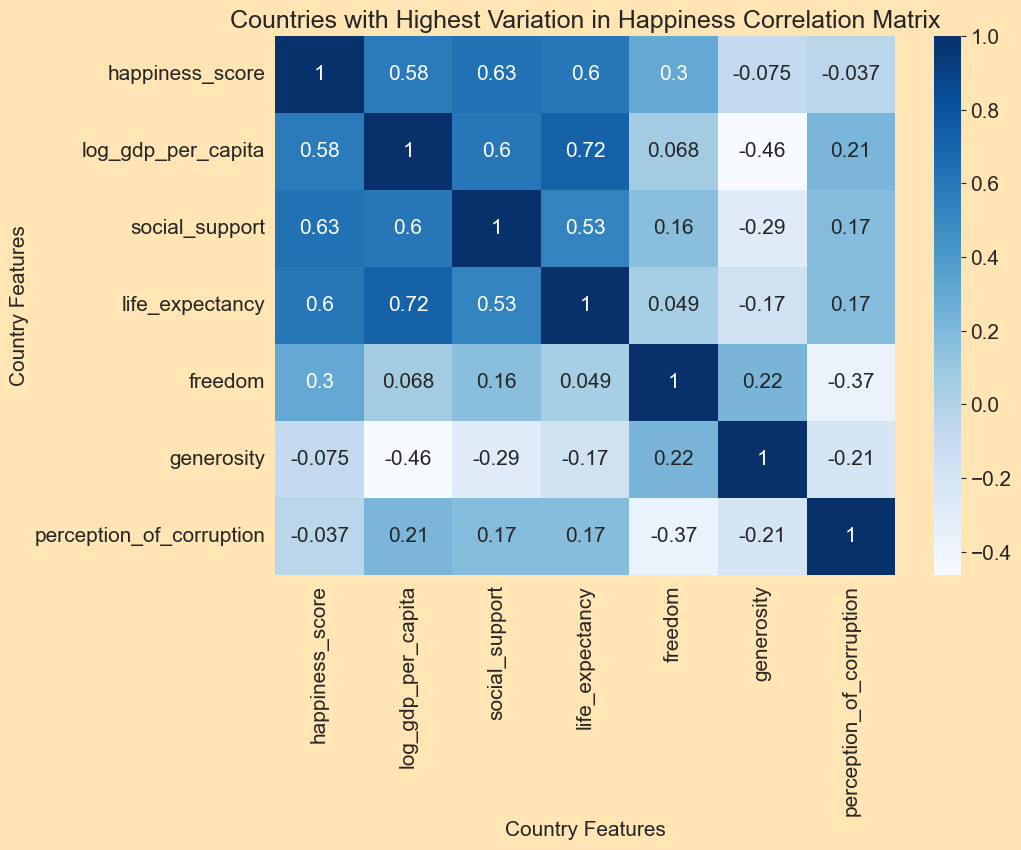 Countries with Highest Variation in Happiness Correlation Matrix
Country Features
happiness_score 1 0.58 0.63 0.6 0.3 -0.075 -0.037
log_gdp_per_capita 0.58 1 0.6 0.72 0.068 -0.46 0.21
social_support 0.63 0.6 1 0.53 0.16 -0.29 0.17
life_expectancy 0.6 0.72 0.53 1 0.049 -0.17 0.17
freedom 0.3 0.068 0.16 0.049 1 0.22 -0.37
generosity -0.075 -0.46 -0.29 -0.17 0.22 1 -0.21
perception_of_corruption -0.037 0.21 0.17 0.17 -0.37 -0.21 1
happiness_score
log_gdp_per_capita
social_support
life_expectancy
freedom
generosity
perception_of_corruption
Country Features
1.0
0.8
0.6
0.4
0.2
0.0
−0.2
−0.4